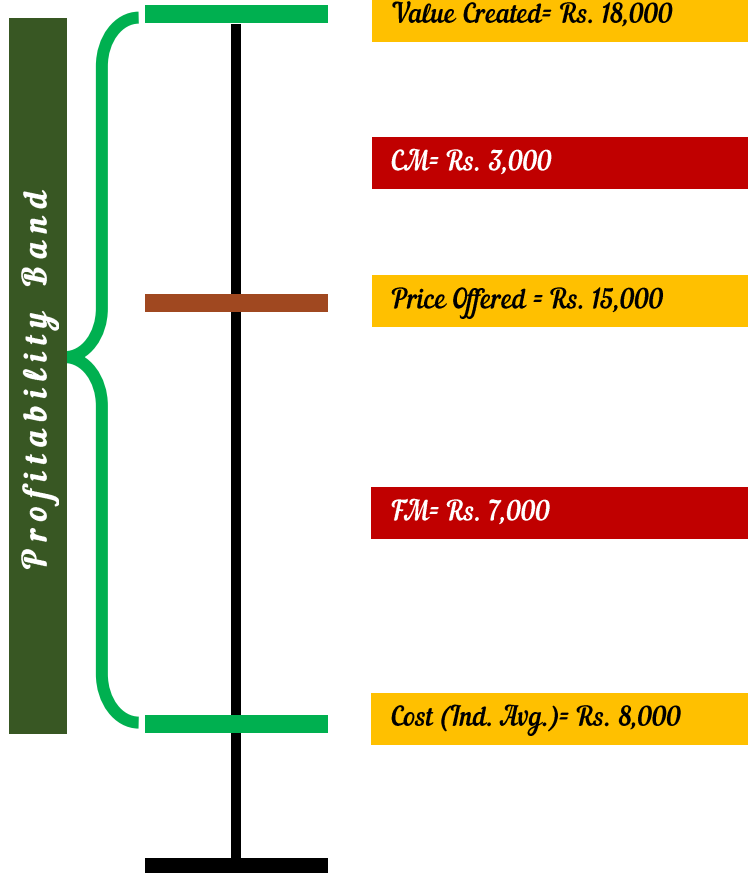 Profitability Band
Value Created= Rs. 18,000
CM= Rs. 3,000
Price Offered = Rs. 15,000
FM= Rs. 7,000
Cost (Ind. Avg.)= Rs. 8,000